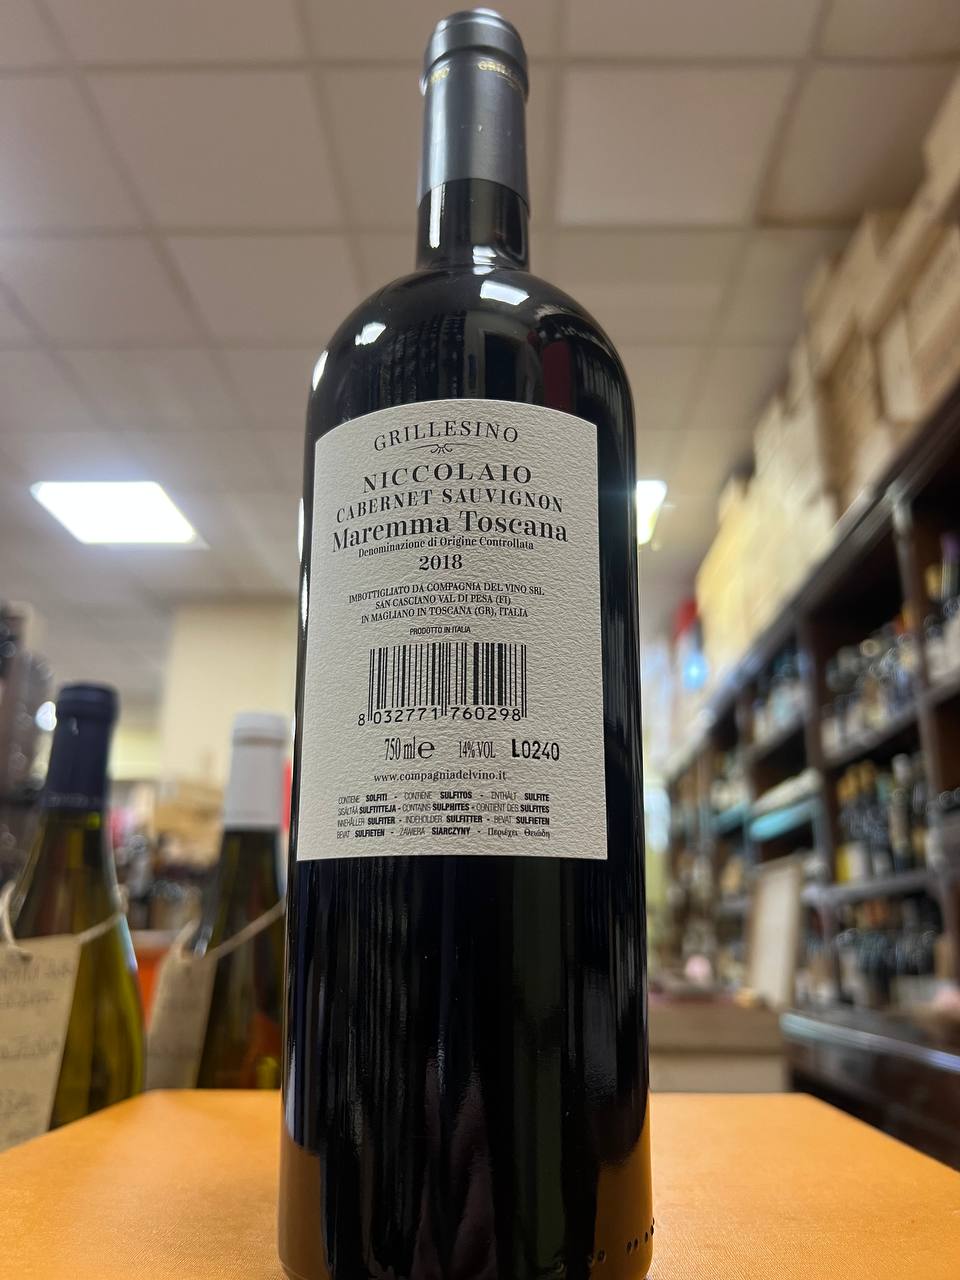 GRILLESINO
NICCOLAIO
CABERNET SAUVIGNON
Maremma Toscana
Denominazione di Origine Controllata
2018
IMBOTTIGLIATO DA COMPAGNIA DEL VINO SRL
SAN CASCIANO VAL DI PESA (FI)
IN MAGLIANO IN TOSCANA (GR), ITALIA
PRODOTTO IN ITALIA
8 032771 760298
750 ml e 14% VOL L0240
www.compagniadelvino.it
CONTIENE SOLFITI - CONTIENE SULFITOS - ENTHÄLT SULFITE
SISÄLTÄÄ SULFITTITEJA - CONTAINS SULPHITES - CONTIENT DES SULFITES
INNEHÅLLER SULFITER - INDEHOLDER SULFITTER - BEVAT SULFIETEN
BEVAT SULFIETEN - ZAWIERA SIARCZYNY - Περιέχει Θειώδη